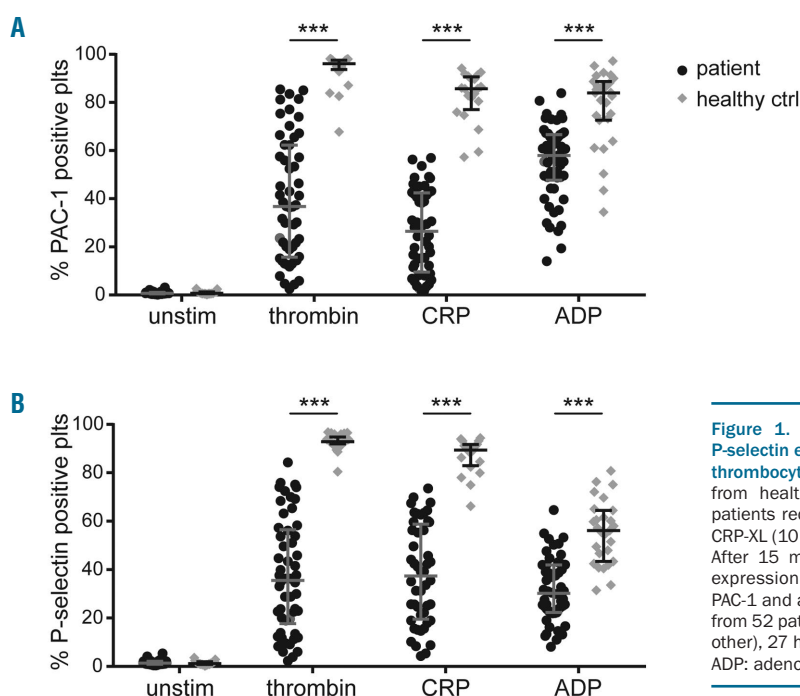 A
*** *** ***
% PAC-1 positive plts
100
80
60
40
20
0
unstim thrombin CRP ADP
patient
healthy ctrl
B
*** *** ***
% P-selectin positive plts
100
80
60
40
20
0
unstim thrombin CRP ADP
Figure 1.
P-selectin e
thrombocyt
from healt
patients re
CRP-XL (10
After 15 m
expression
PAC-1 and a
from 52 pat
other), 27 h
ADP: adeno